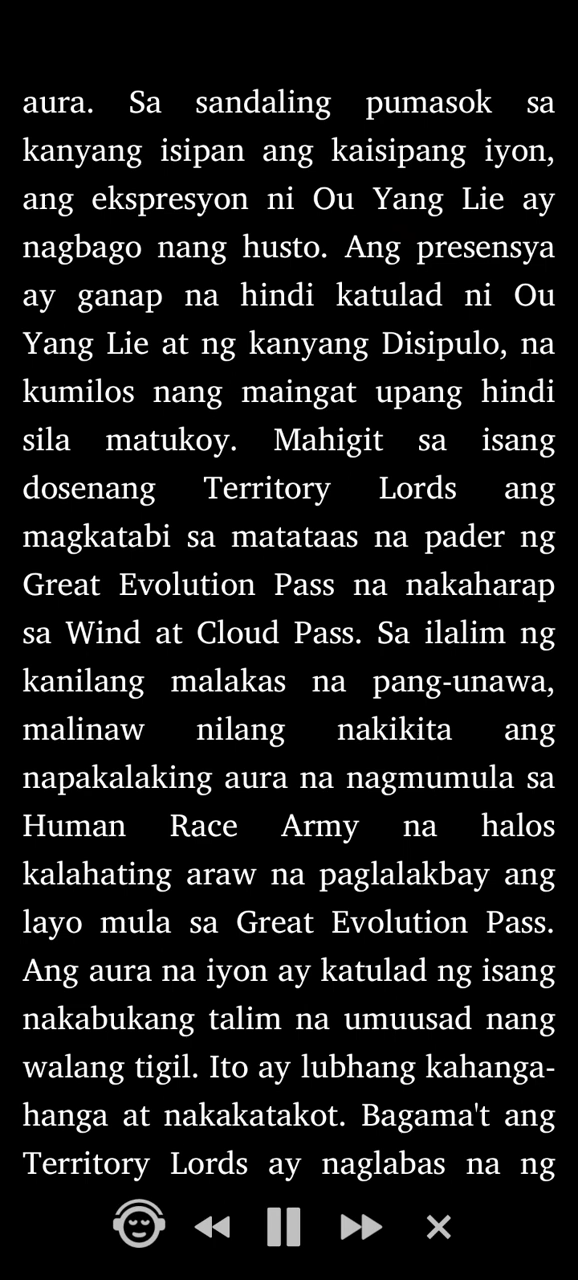 aura. Sa sandaling pumasok sa
kanyang isipan ang kaisipang iyon,
ang ekspresyon ni Ou Yang Lie ay
nagbago nang husto. Ang presensya
ay ganap na hindi katulad ni Ou
Yang Lie at ng kanyang Disipulo, na
kumilos nang maingat upang hindi
sila matukoy. Mahigit sa isang
dosenang Territory Lords ang
magkatabi sa matataas na pader ng
Great Evolution Pass na nakaharap
sa Wind at Cloud Pass. Sa ilalim ng
kanilang malakas na pang-unawa,
malinaw nilang nakikita ang
napakalaking aura na nagmumula sa
Human Race Army na halos
kalahating araw na paglalakbay ang
layo mula sa Great Evolution Pass.
Ang aura na iyon ay katulad ng isang
nakabukang talim na umuusad nang
walang tigil. Ito ay lubhang kahanga-
hanga at nakakatakot. Bagama't ang
Territory Lords ay naglabas na ng